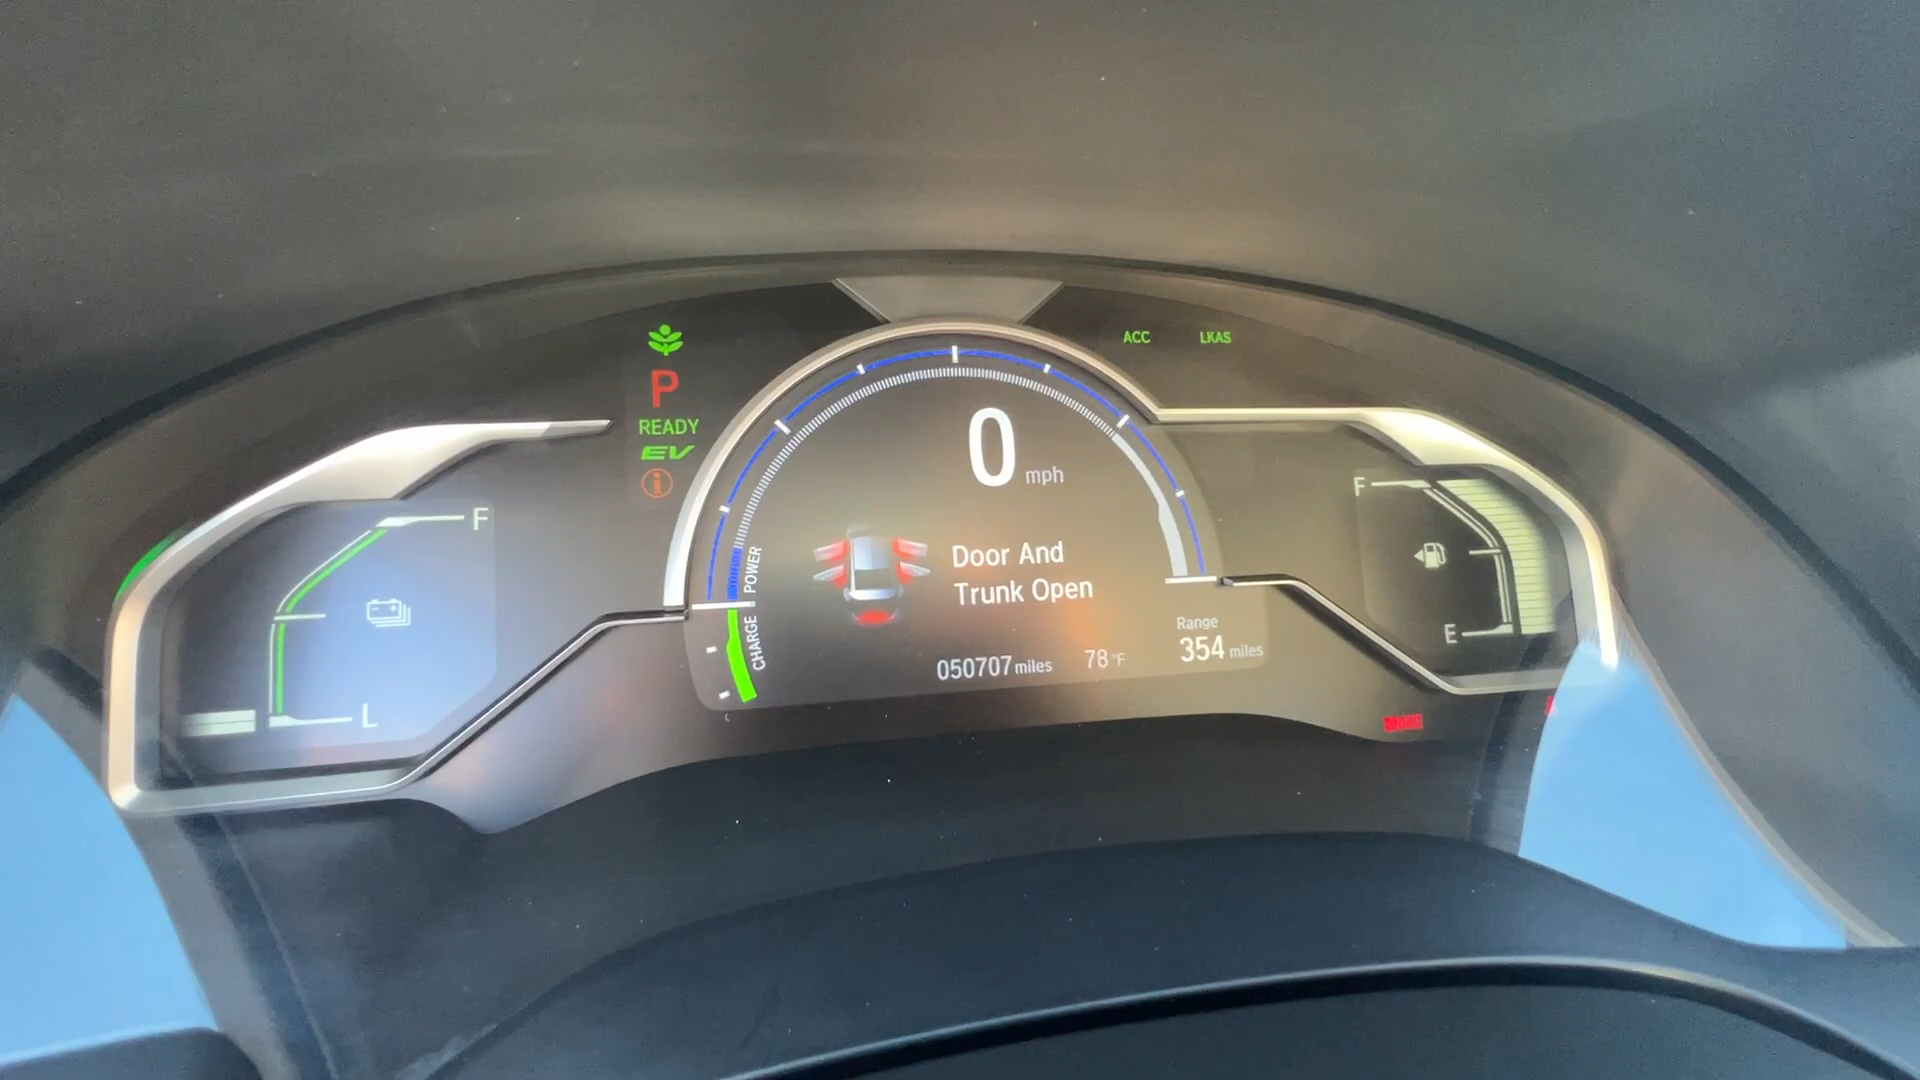 ACC LKAS
P
READY
EV
F
L
POWER
CHARGE
0 mph
Door And
Trunk Open
Range
354 miles
050707 miles 78 °F
F
E